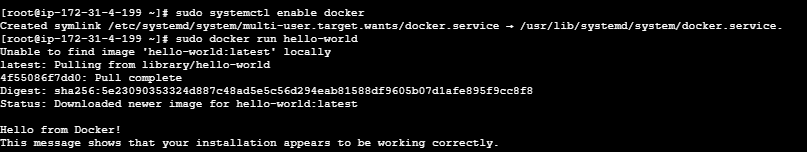 [root@ip-172-31-4-199 ~]# sudo systemctl enable docker
Created symlink /etc/systemd/system/multi-user.target.wants/docker.service → /usr/lib/systemd/system/docker.service.
[root@ip-172-31-4-199 ~]# sudo docker run hello-world
Unable to find image 'hello-world:latest' locally
latest: Pulling from library/hello-world
4f55086f7dd0: Pull complete
Digest: sha256:5e23090353324d887c48ad5e5c56d294eab81588df9605b07d1afe895f9cc8f8
Status: Downloaded newer image for hello-world:latest

Hello from Docker!
This message shows that your installation appears to be working correctly.